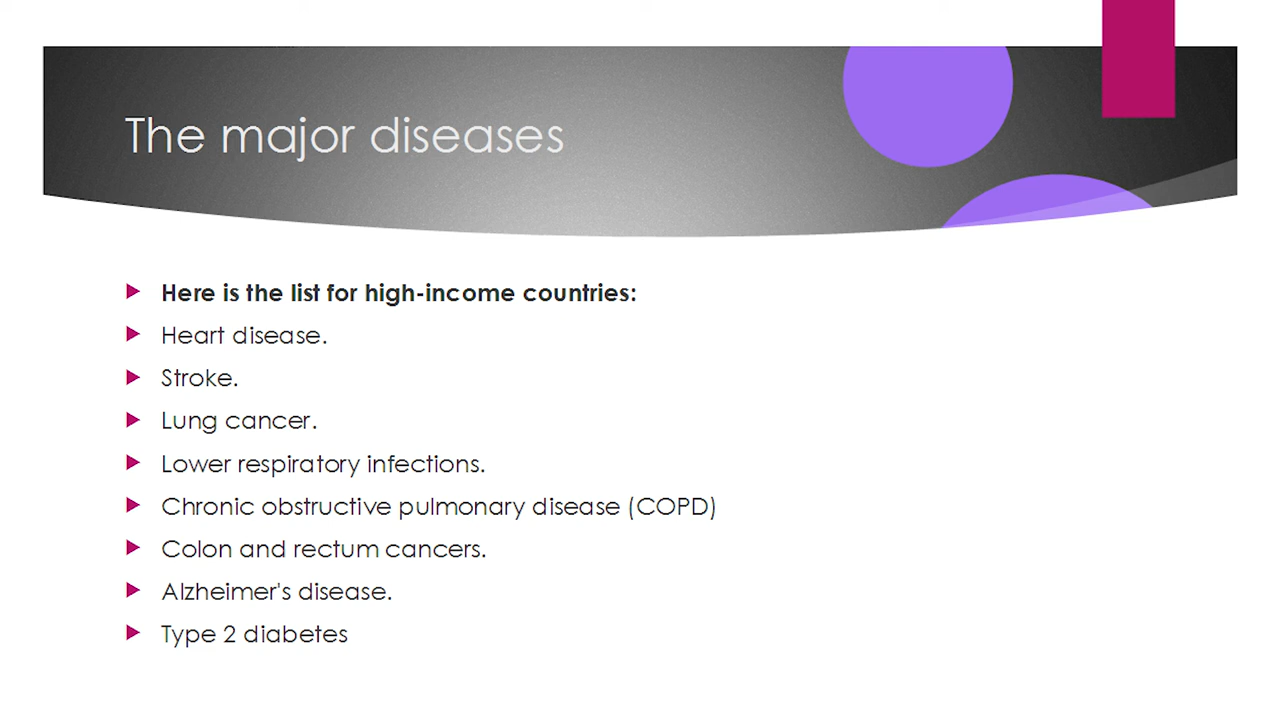 The major diseases
Here is the list for high-income countries:
Heart disease.
Stroke.
Lung cancer.
Lower respiratory infections.
Chronic obstructive pulmonary disease (COPD)
Colon and rectum cancers.
Alzheimer's disease.
Type 2 diabetes